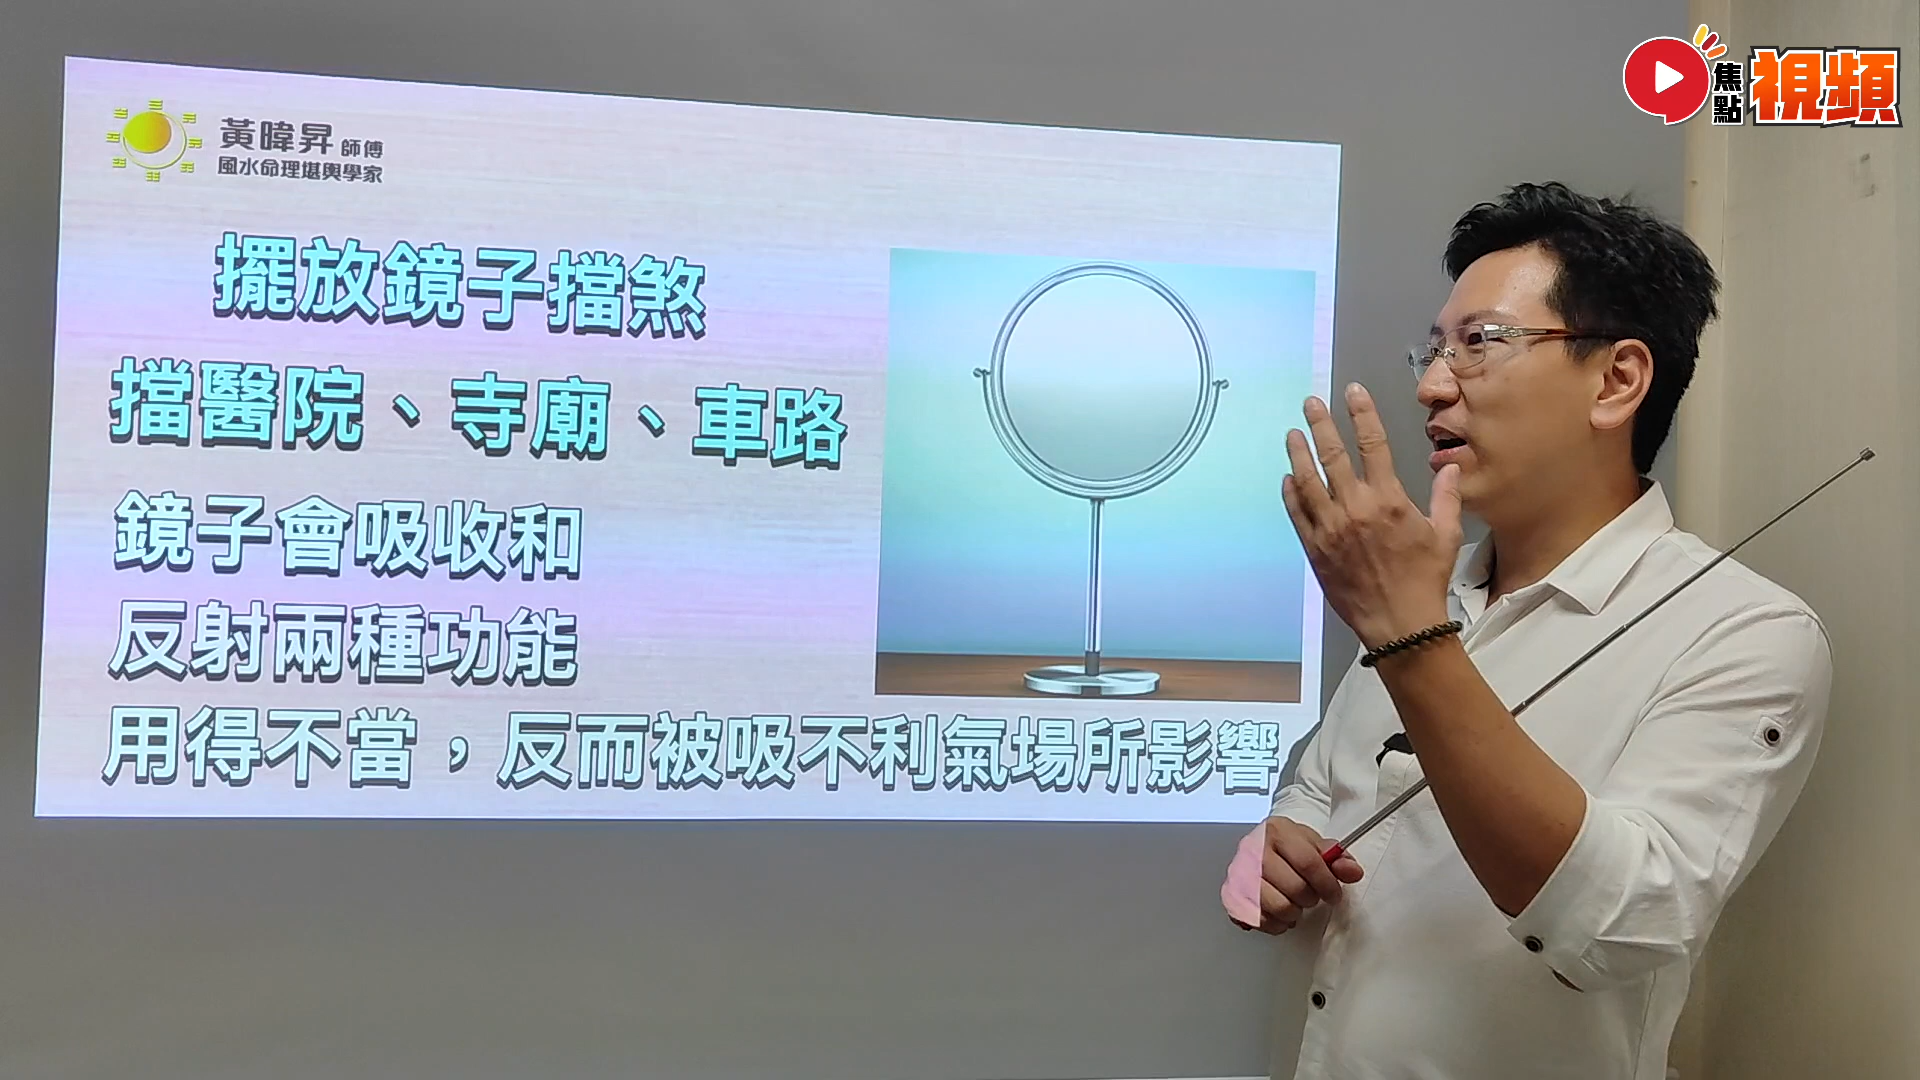 焦點視頻
黃暐昇師傅
風水命理堪輿學家
擺放鏡子擋煞
擋醫院、寺廟、車路
鏡子會吸收和
反射兩種功能
用得不當，反而被吸不利氣場所影響